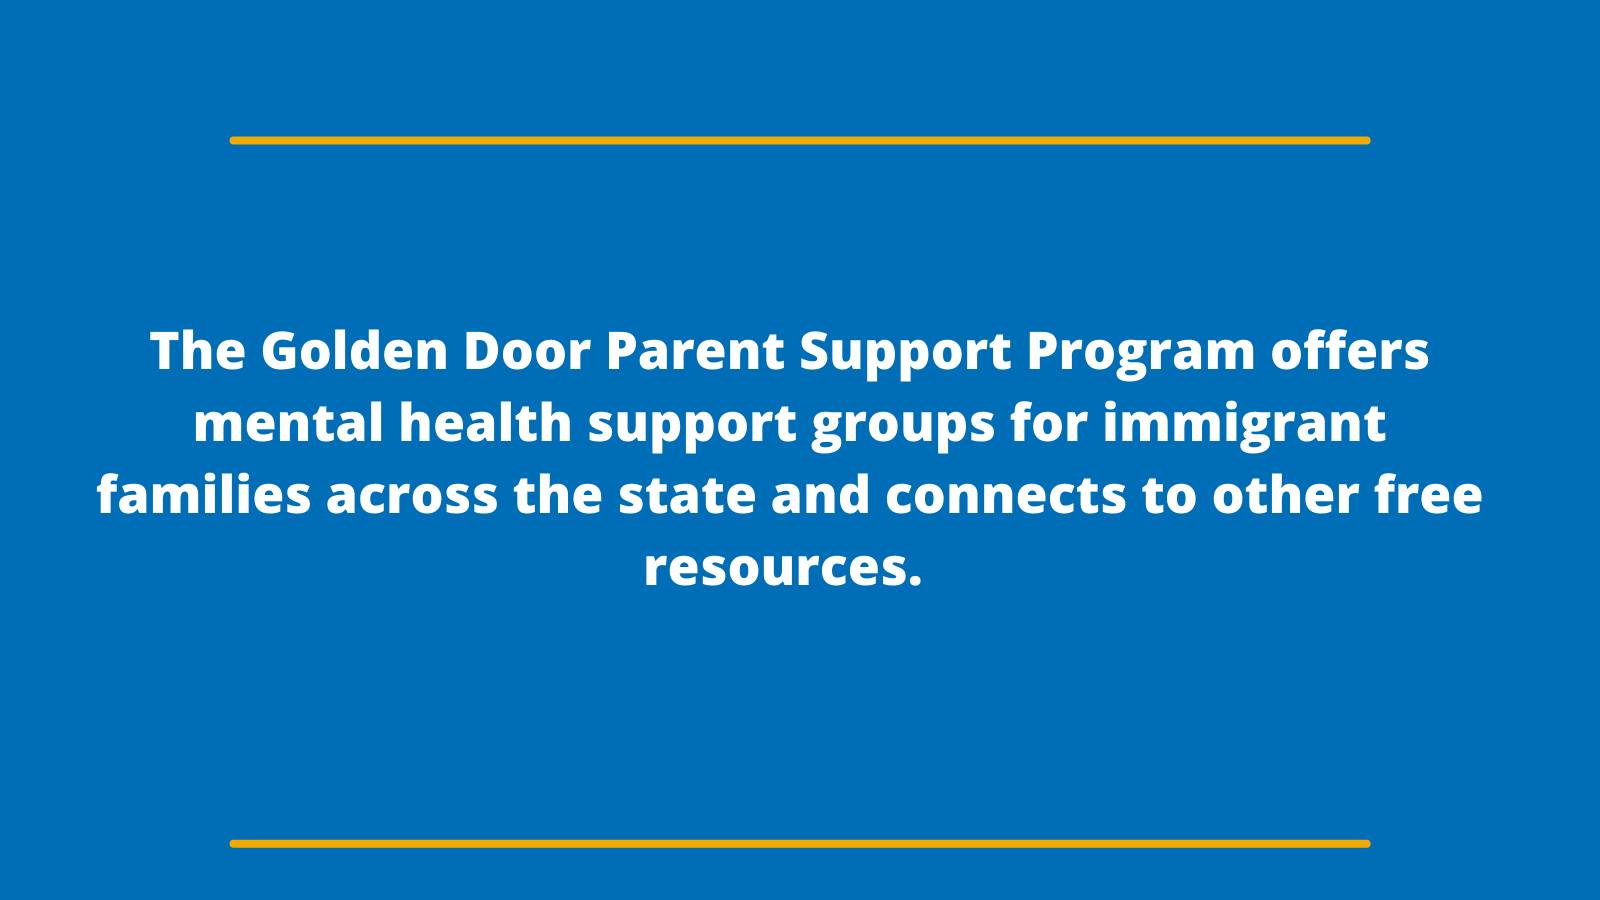 The Golden Door Parent Support Program offers
mental health support groups for immigrant
families across the state and connects to other free
resources.